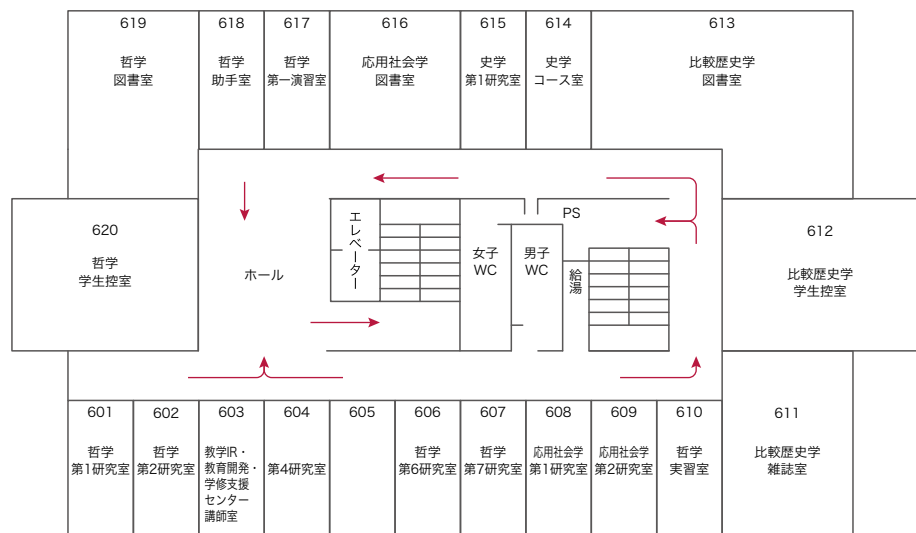 619
哲学
図書室
618
哲学
助手室
617
哲学
第一演習室
616
応用社会学
図書室
615
史学
第1研究室
614
史学
コース室
613
比較歴史学
図書室
620
哲学
学生控室
ホール
エレベーター
女子
WC
男子
WC
PS
給湯
612
比較歴史学
学生控室
601
哲学
第1研究室
602
哲学
第2研究室
603
教学IR・
教育開発・
学修支援
センター
講師室
604
第4研究室
605
606
哲学
第6研究室
607
哲学
第7研究室
608
応用社会学
第1研究室
609
応用社会学
第2研究室
610
哲学
実習室
611
比較歴史学
雑誌室